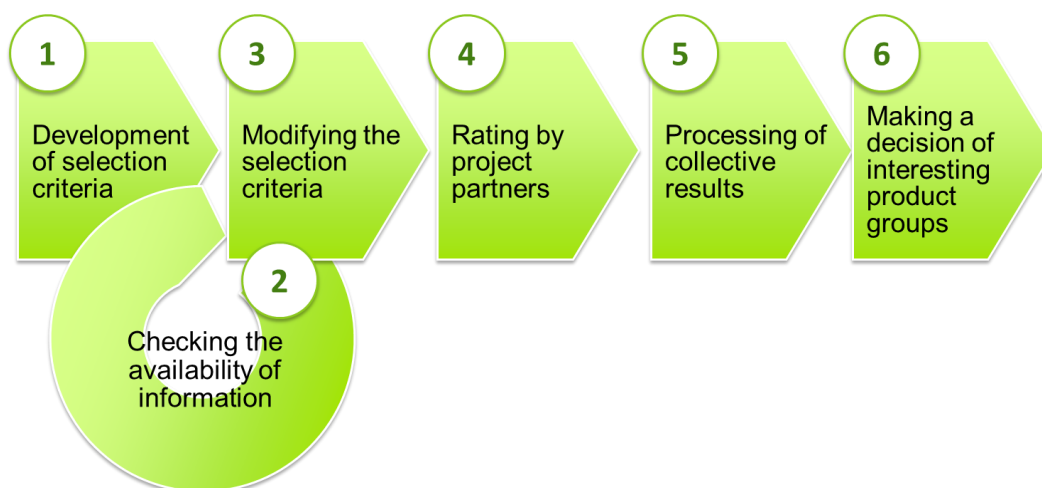 1
Development
of selection
criteria
2
Checking the
availability of
information
3
Modifying the
selection
criteria
4
Rating by
project
partners
5
Processing of
collective
results
6
Making a
decision of
interesting
product
groups